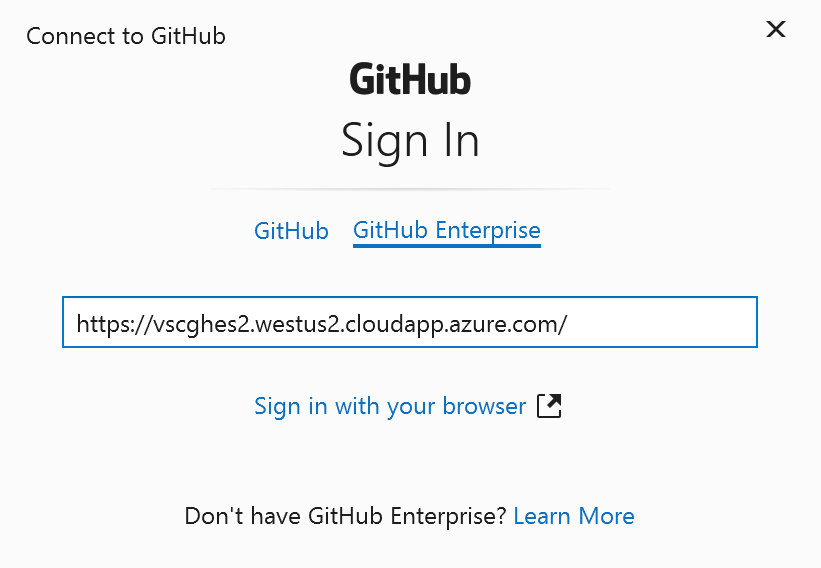 Connect to GitHub
GitHub
Sign In
GitHub GitHub Enterprise
https://vscghes2.westus2.cloudapp.azure.com/
Sign in with your browser
Don't have GitHub Enterprise? Learn More